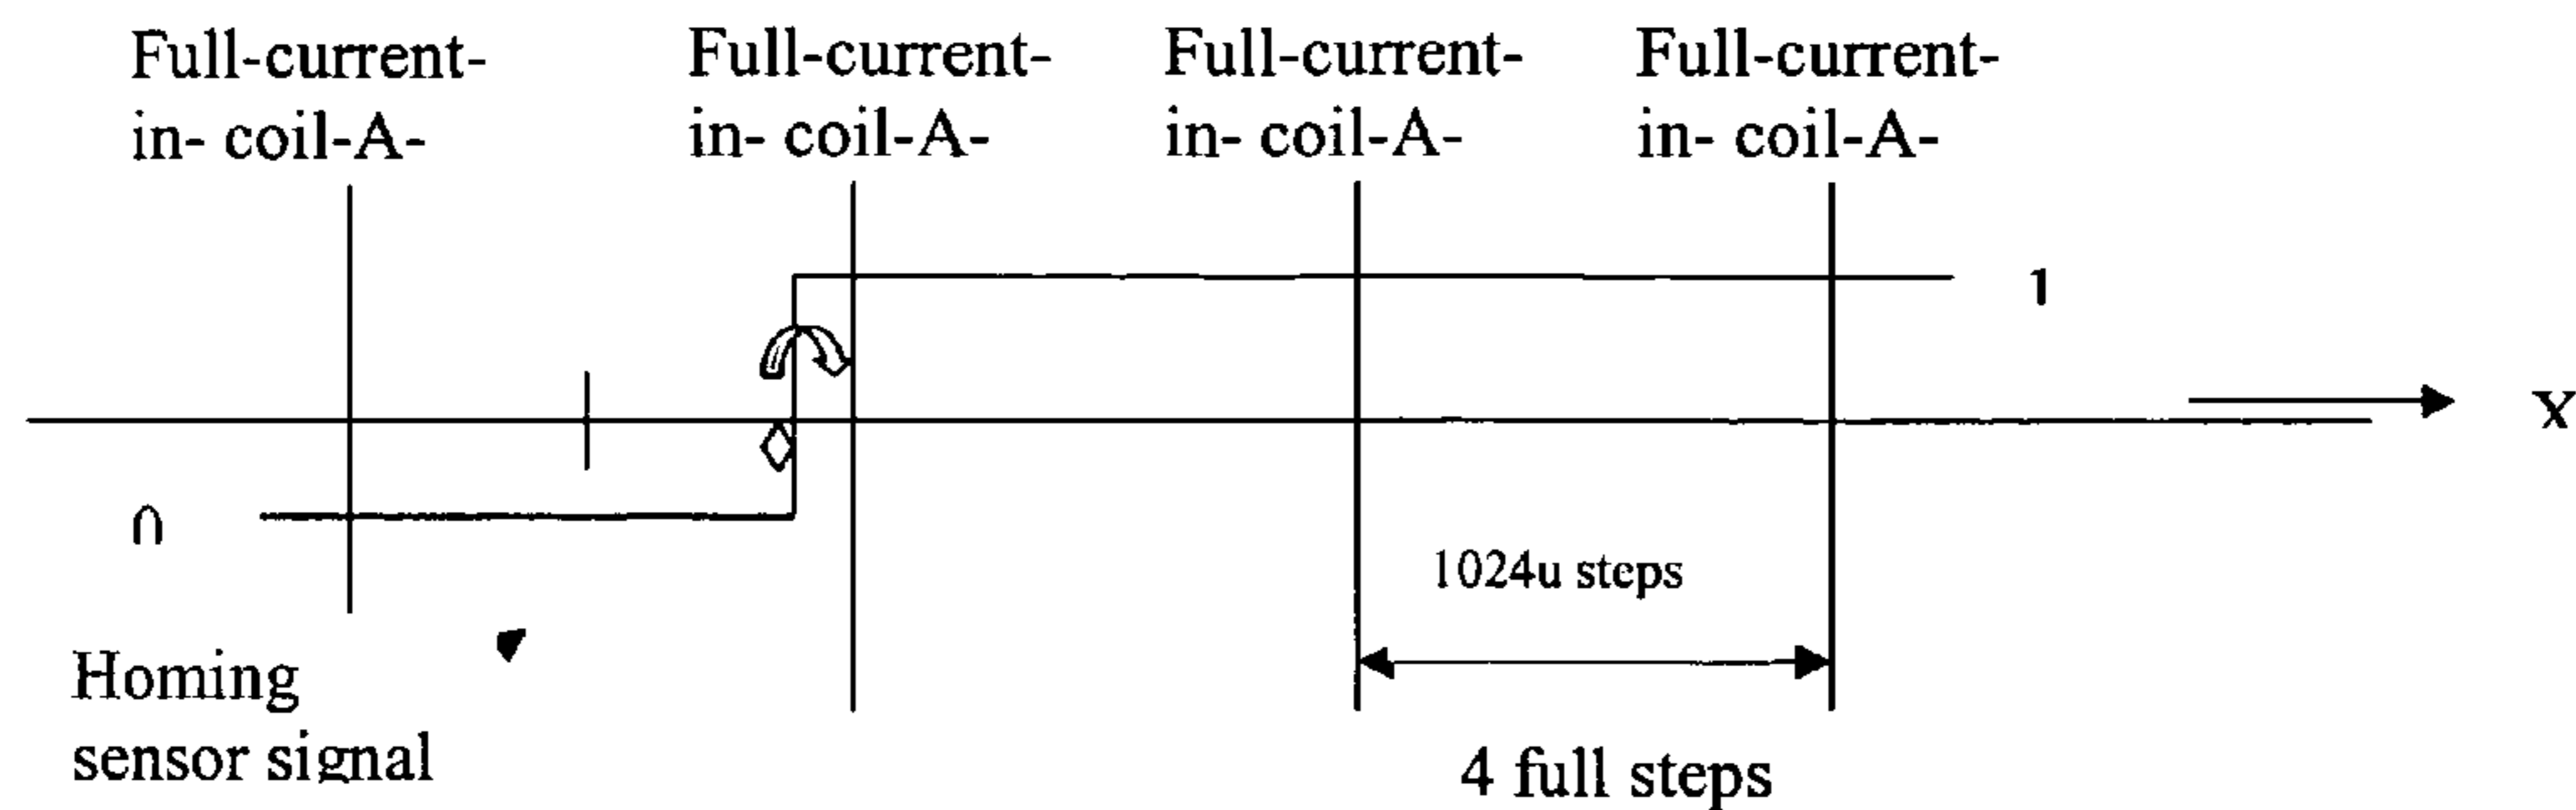 Full-current-
in- coil-A-
Full-current-
in- coil-A-
Full-current-
in- coil-A-
Full-current-
in- coil-A-
1
X
1024u steps
Homing
sensor signal
4 full steps